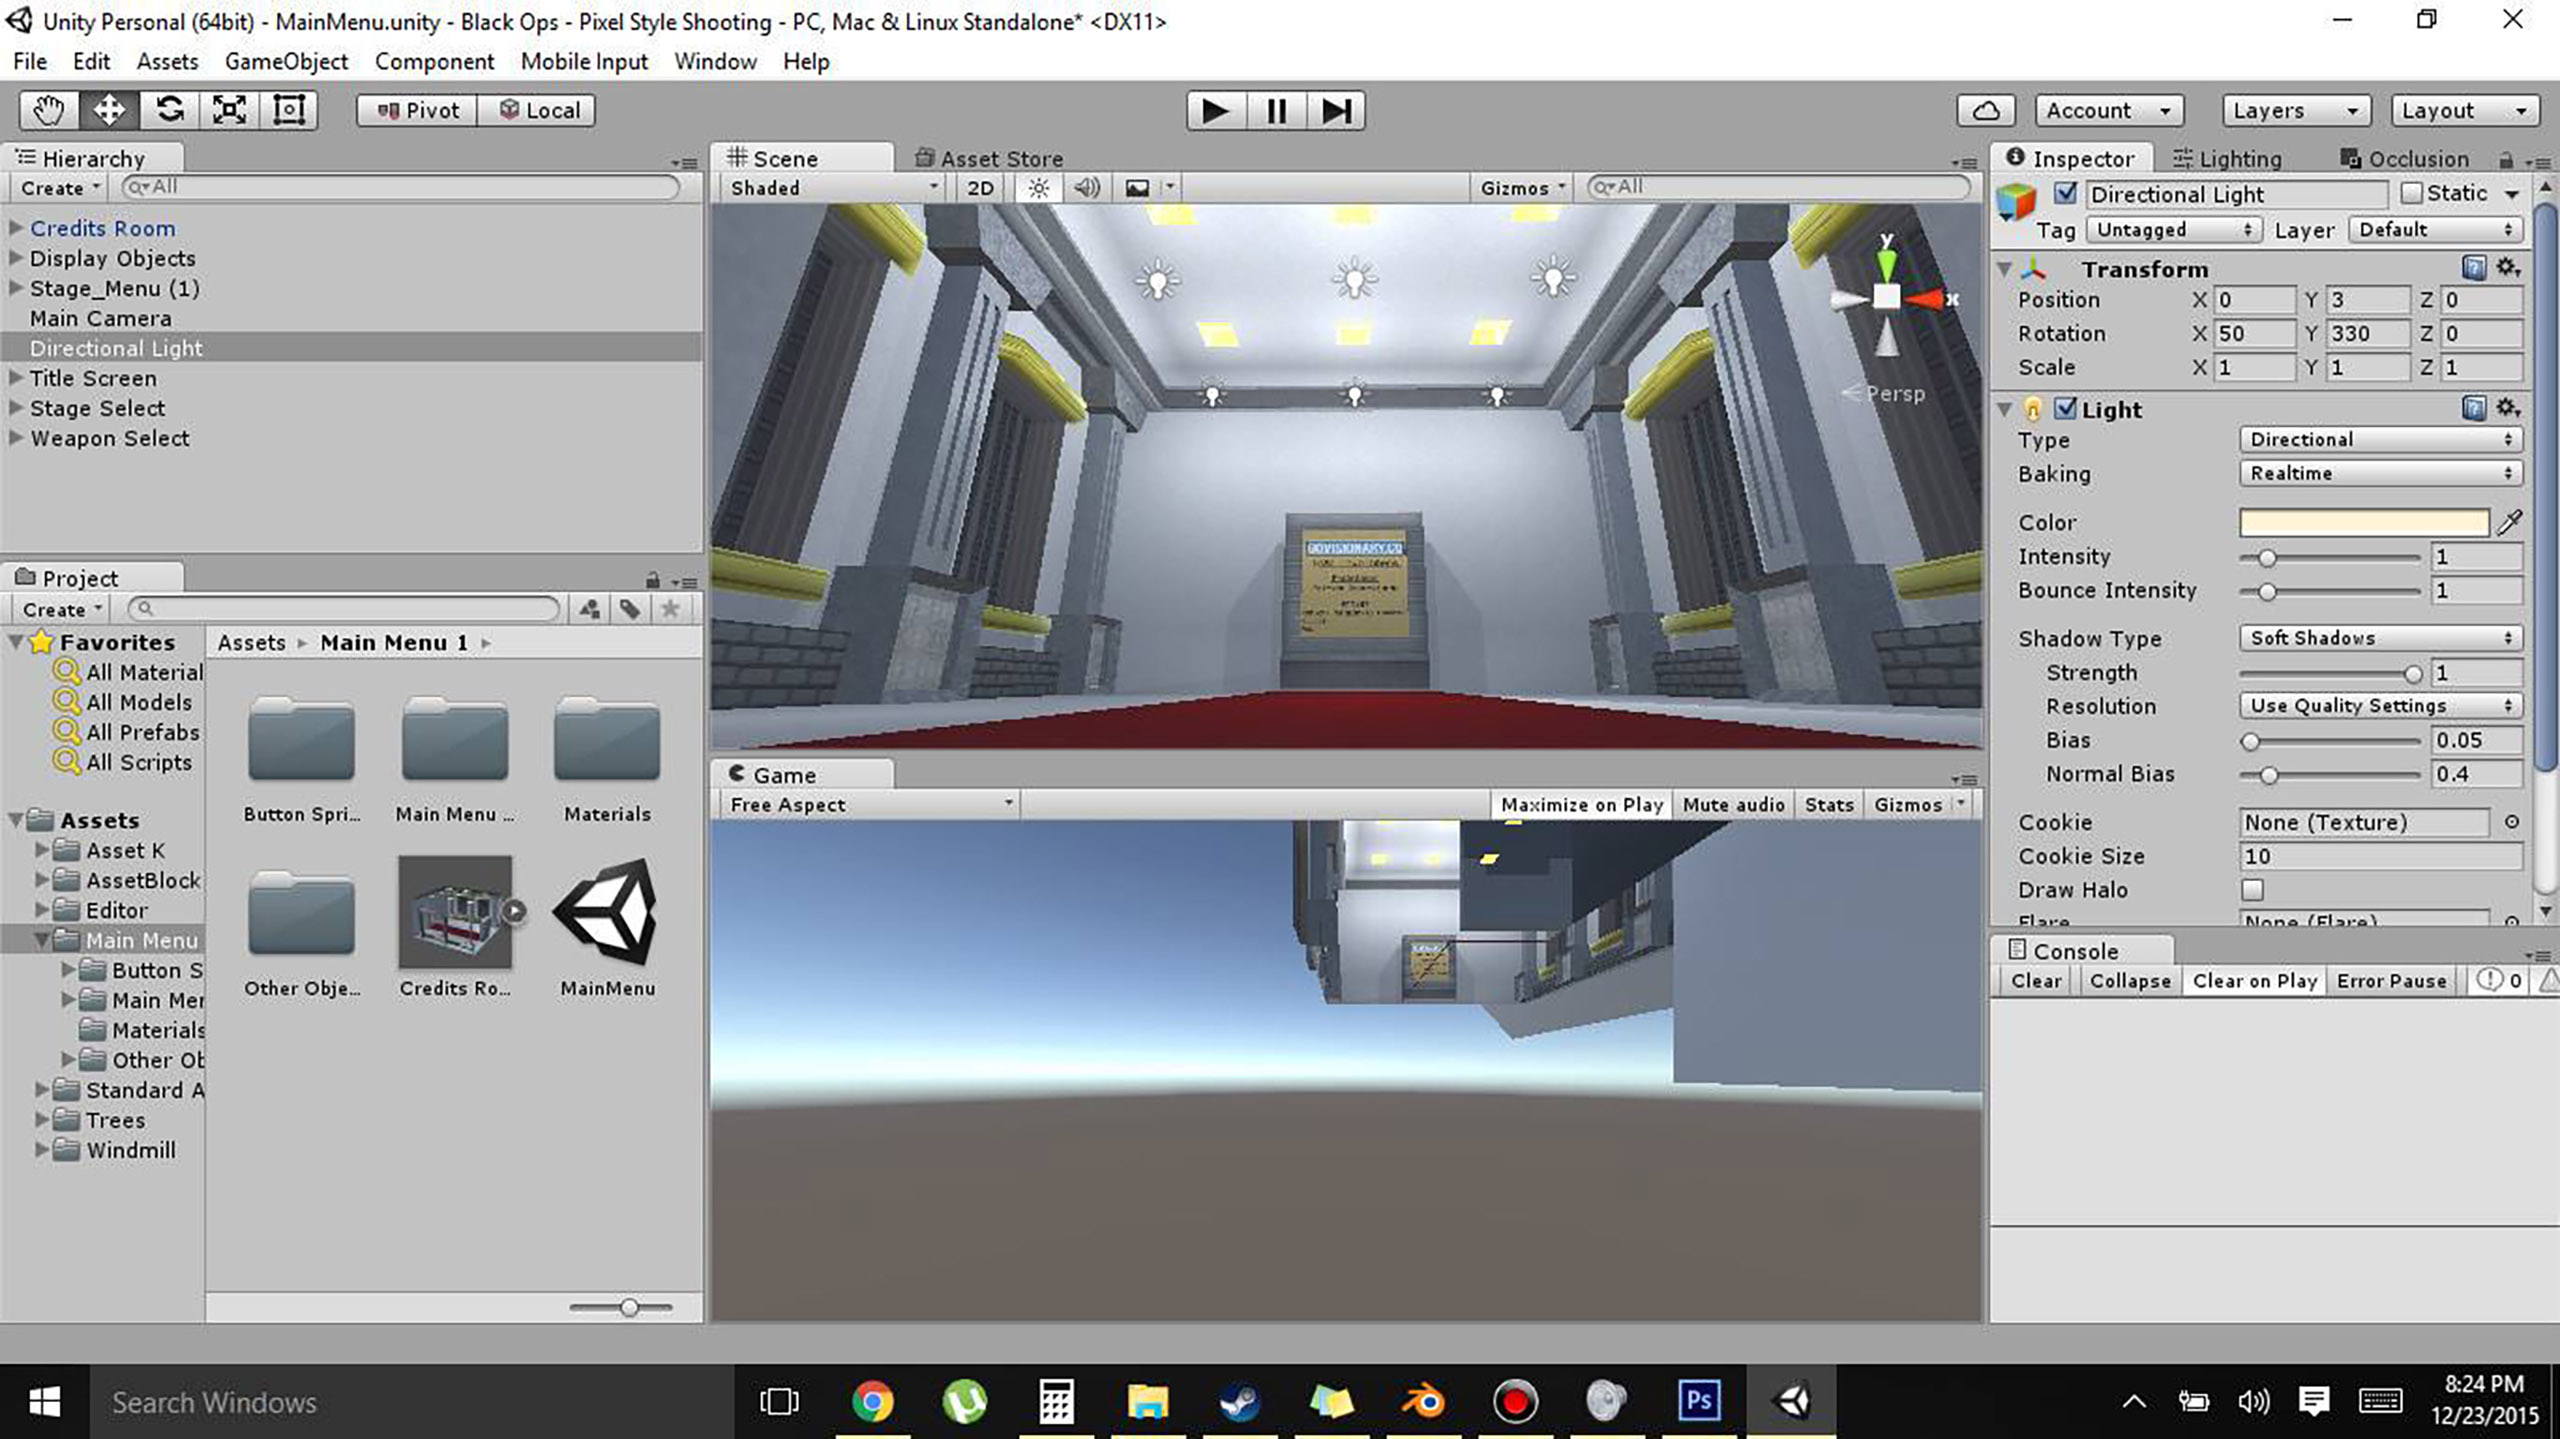 Unity Personal (64bit) - MainMenu.unity - Black Ops - Pixel Style Shooting - PC, Mac & Linux Standalone* <DX11>
File Edit Assets GameObject Component Mobile Input Window Help
Pivot Local Account Layers Layout
Hierarchy
Create All
Credits Room
Display Objects
Stage_Menu (1)
Main Camera
Directional Light
Title Screen
Stage Select
Weapon Select
Project
Create
Favorites
All Material
All Models
All Prefabs
All Scripts
Assets
Asset K
AssetBlock
Editor
Main Menu
Button S
Main Mer
Materials
Other Ob
Standard A
Trees
Windmill
Assets Main Menu 1
Button Spri... Main Menu ... Materials
Other Obje... Credits Ro... MainMenu
Scene Asset Store
Shaded 2D Gizmos All
y
x
Persp
GOVISIONARY.CO
Game
Free Aspect Maximize on Play Mute audio Stats Gizmos
Inspector Lighting Occlusion
Directional Light Static
Tag Untagged Layer Default
Transform
Position X 0 Y 3 Z 0
Rotation X 50 Y 330 Z 0
Scale X 1 Y 1 Z 1
Light
Type Directional
Baking Realtime
Color
Intensity 1
Bounce Intensity 1
Shadow Type Soft Shadows
Strength 1
Resolution Use Quality Settings
Bias 0.05
Normal Bias 0.4
Cookie None (Texture)
Cookie Size 10
Draw Halo
Flare None (Flare)
Console
Clear Collapse Clear on Play Error Pause 0
Search Windows
Ps
8:24 PM
12/23/2015